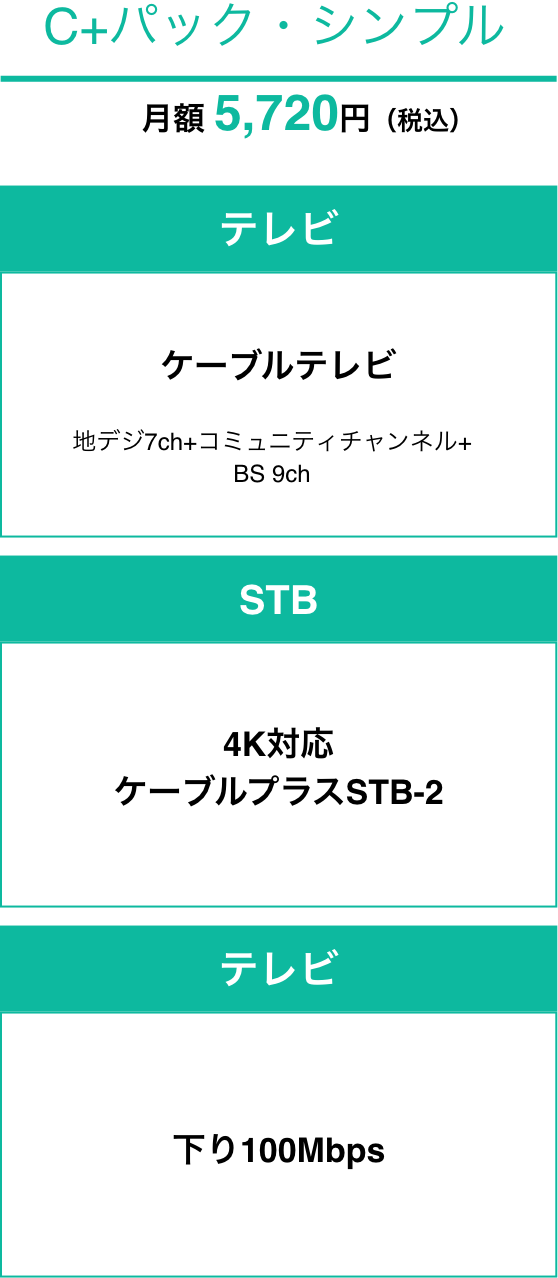 C+パック・シンプル
月額 5,720円（税込）
テレビ
ケーブルテレビ
地デジ7ch+コミュニティチャンネル+
BS 9ch
STB
4K対応
ケーブルプラスSTB-2
テレビ
下り100Mbps